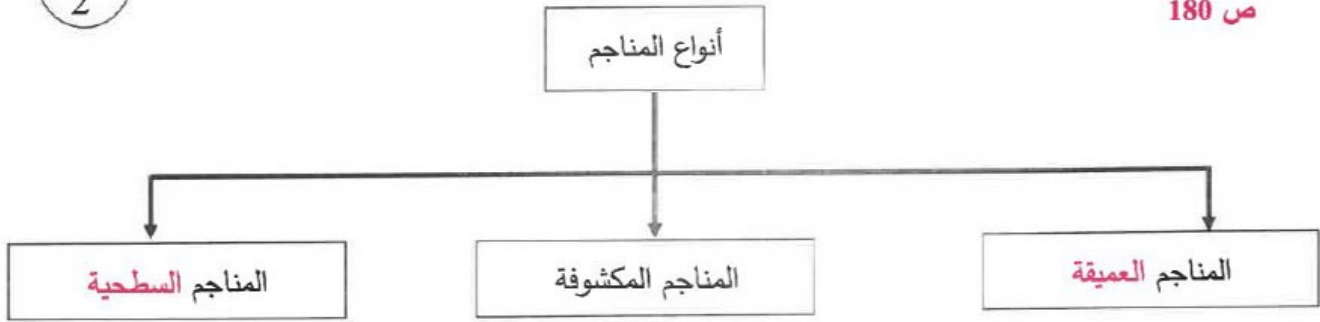 ص 180
2
أنواع المناجم
المناجم العميقة
المناجم المكشوفة
المناجم السطحية